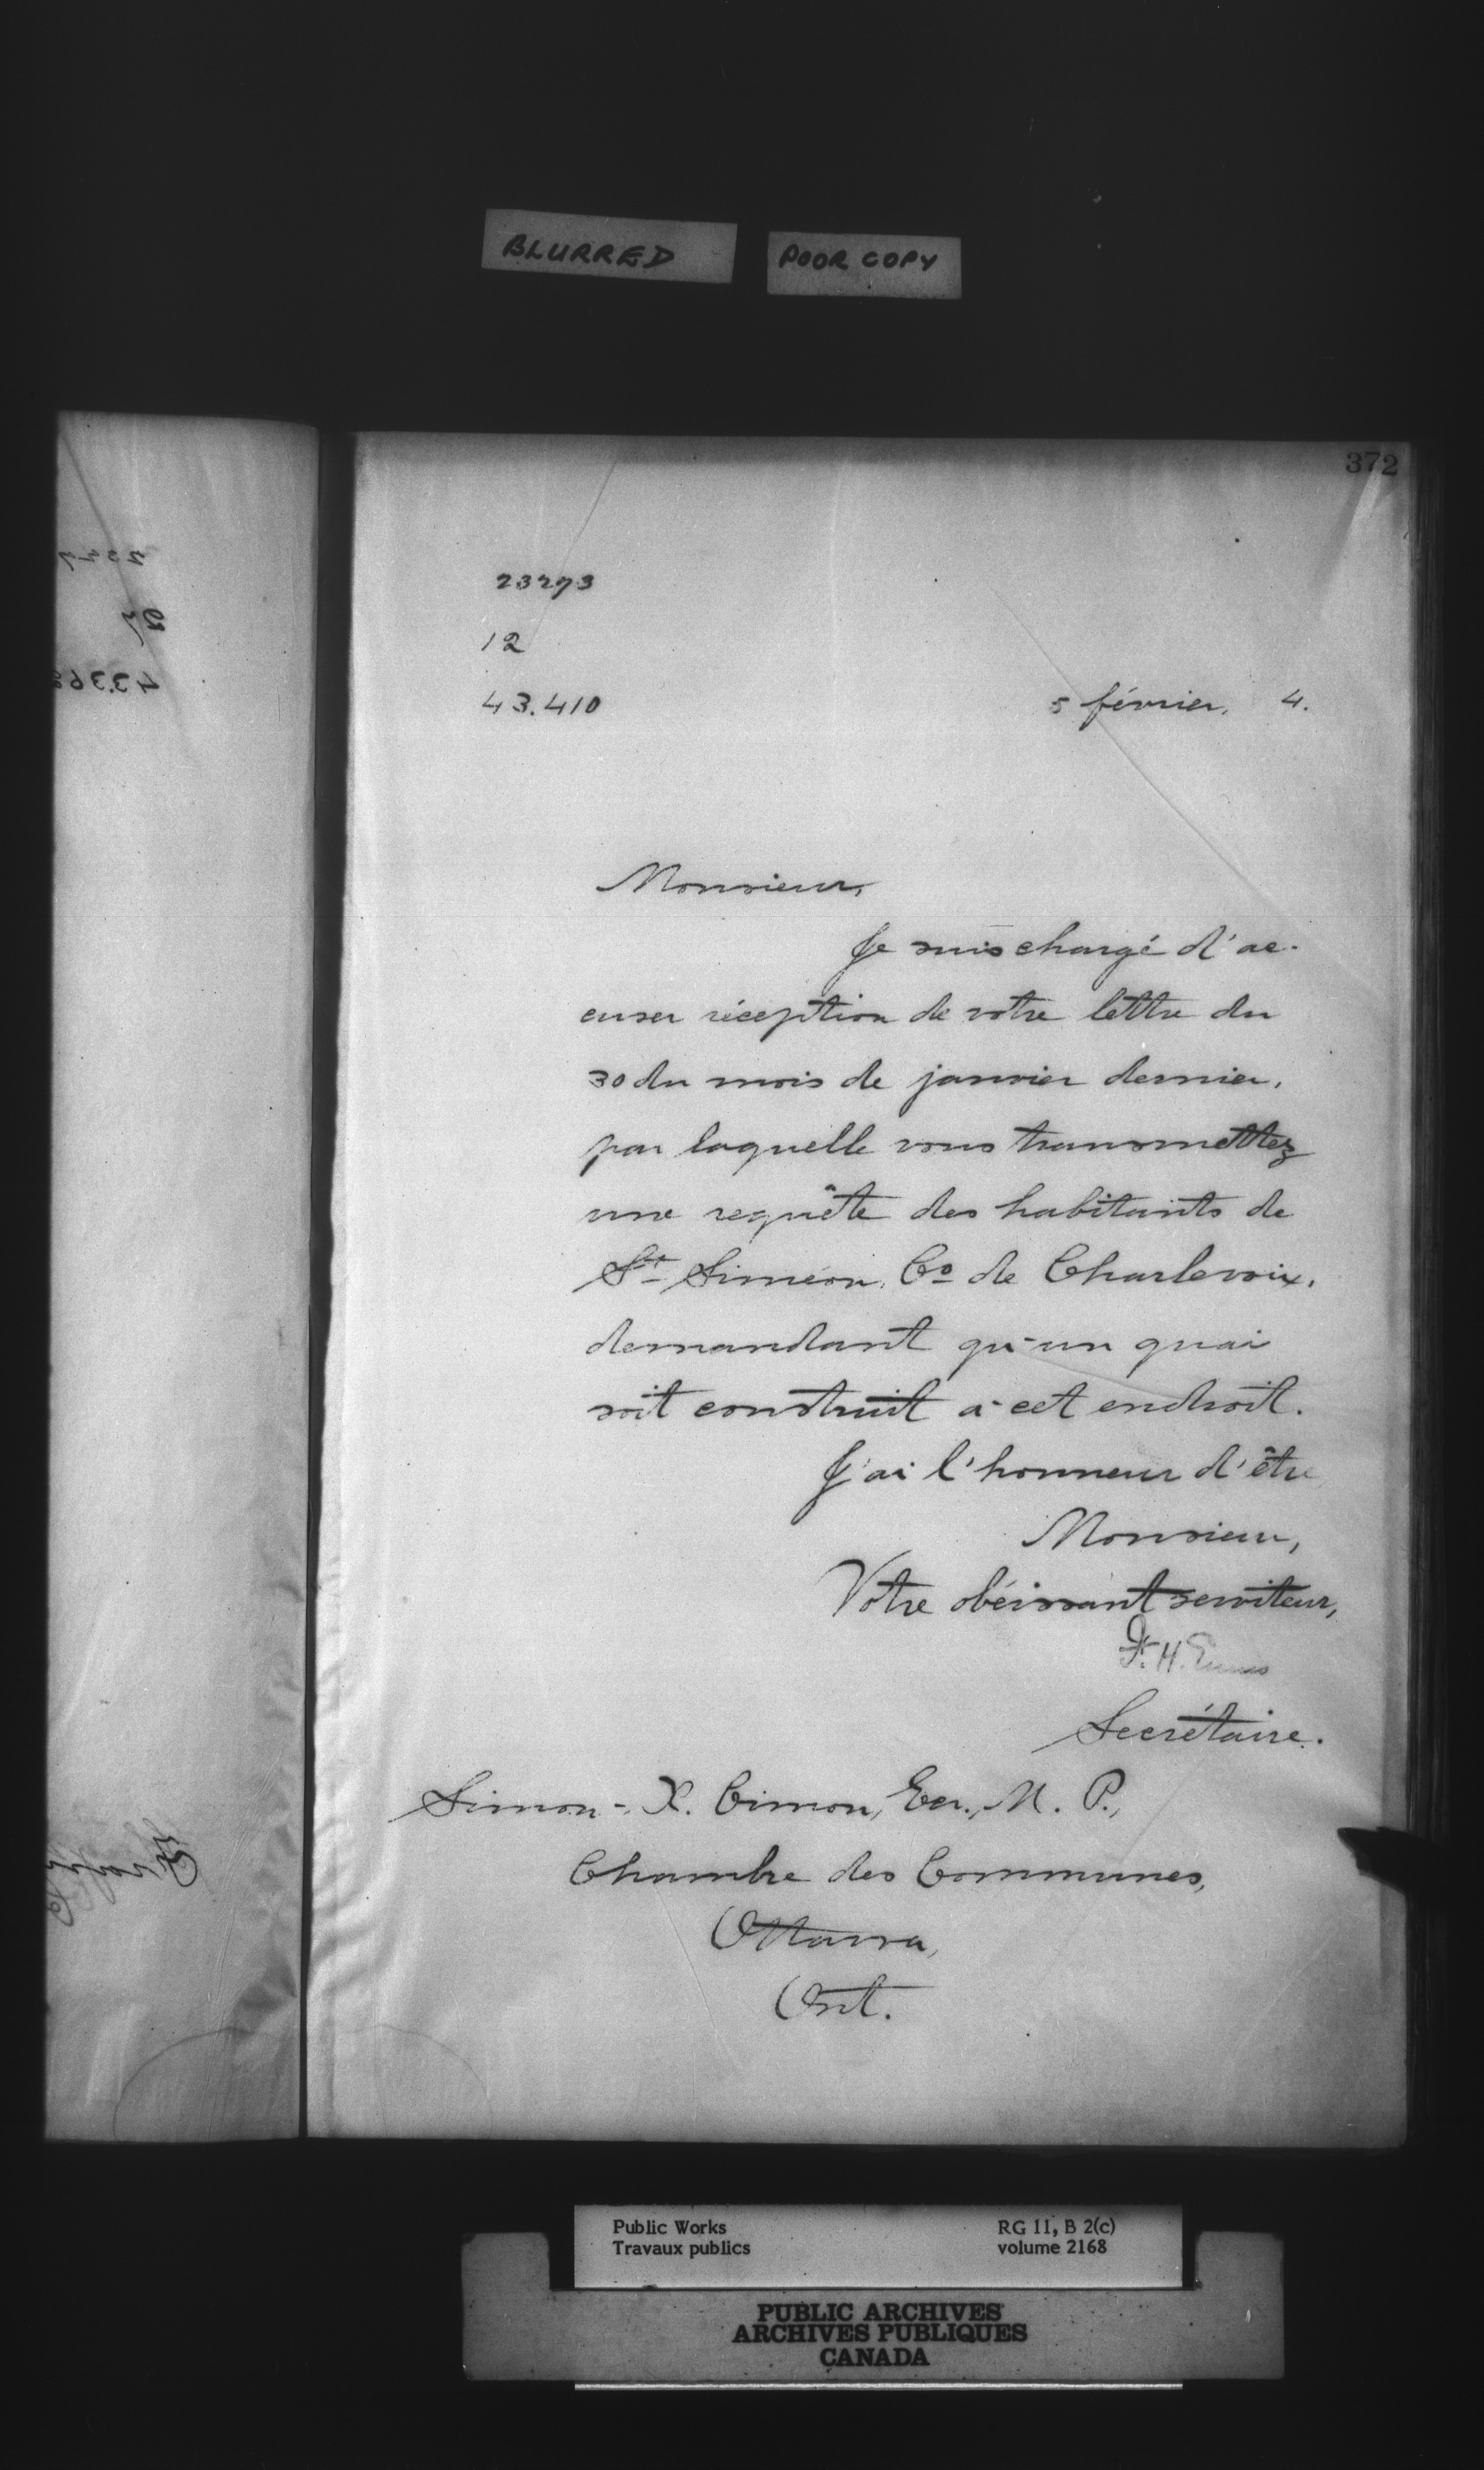 BLURRED
POOR COPY
372
23273
12
43.410
5 février, 4.
Monsieur,
Je suis chargé d'ac-
cuser réception de votre lettre du
30 du mois de janvier dernier,
par laquelle vous transmettez
une requête des habitants de
St Siméon, Co de Charlevoix,
demandant qu'un quai
soit construit à cet endroit.
J'ai l'honneur d'être
Monsieur,
Votre obéissant serviteur,
F. H. Ennis
Secrétaire.
Simon-X. Cimon, Ecr., M. P.,
Chambre des Communes,
Ottawa,
Ont.
Public Works
Travaux publics
RG 11, B 2(c)
volume 2168
PUBLIC ARCHIVES
ARCHIVES PUBLIQUES
CANADA